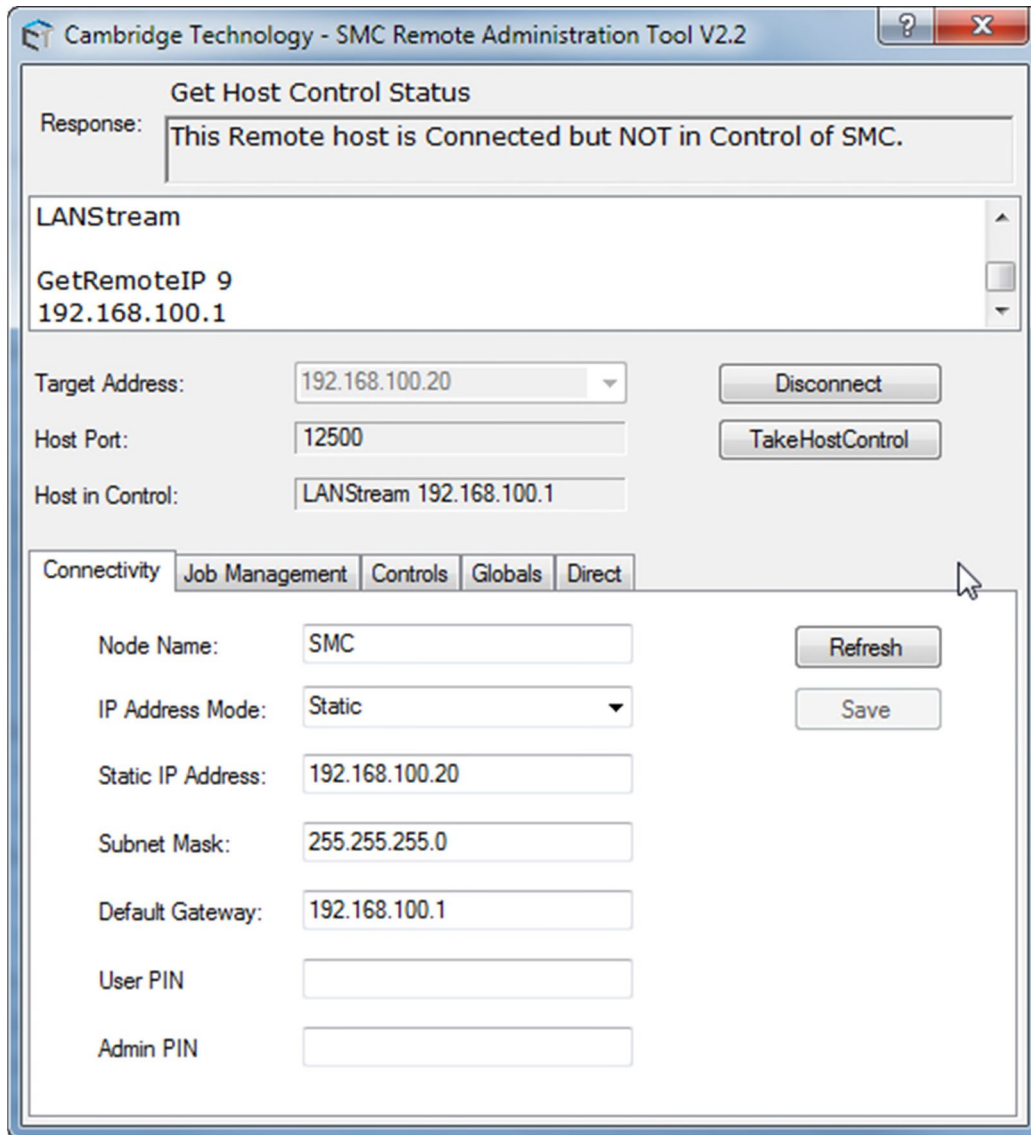 Cambridge Technology - SMC Remote Administration Tool V2.2
Get Host Control Status
Response:
This Remote host is Connected but NOT in Control of SMC.
LANStream
GetRemoteIP 9
192.168.100.1
Target Address: 192.168.100.20 Disconnect
Host Port: 12500 TakeHostControl
Host in Control: LANStream 192.168.100.1
Connectivity Job Management Controls Globals Direct
Node Name: SMC Refresh
IP Address Mode: Static Save
Static IP Address: 192.168.100.20
Subnet Mask: 255.255.255.0
Default Gateway: 192.168.100.1
User PIN
Admin PIN